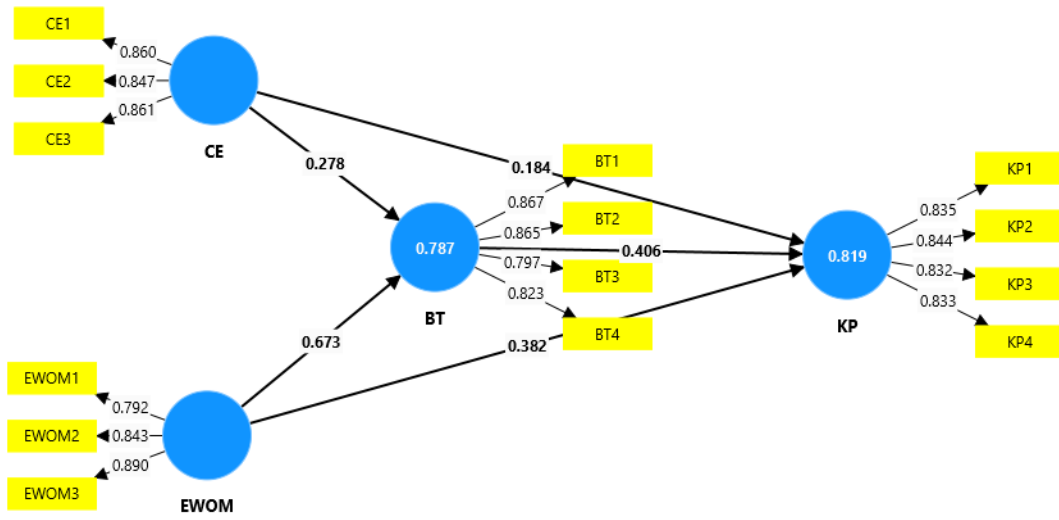 CE1
0.860
CE2
0.847
CE3
0.861
CE
0.278
0.184
BT1
0.867
BT2
0.865
0.787
0.406
BT3
0.797
0.823
BT4
BT
KP1
0.835
KP2
0.844
0.819
0.832
KP3
0.833
KP4
KP
0.673
0.382
EWOM1
0.792
EWOM2
0.843
EWOM3
0.890
EWOM